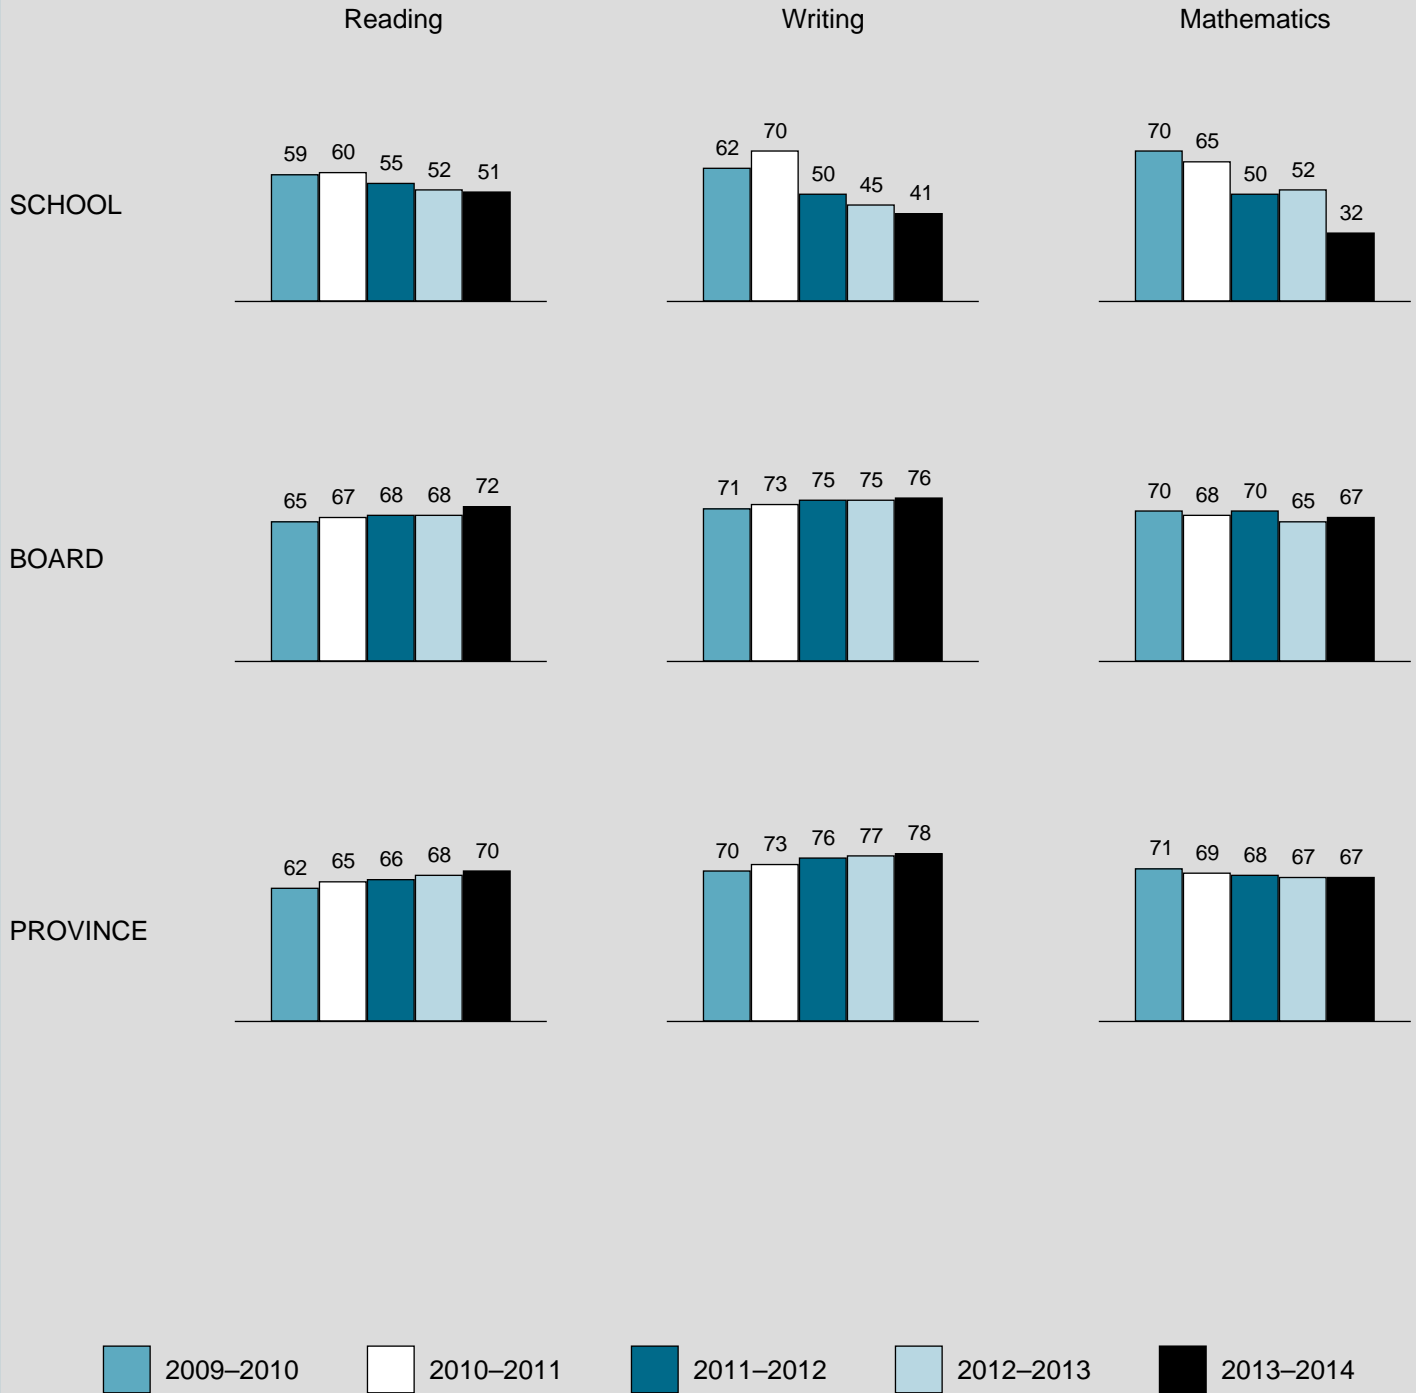 Reading Writing Mathematics
SCHOOL
59 60 55 52 51
62 70 50 45 41
70 65 50 52 32
BOARD
65 67 68 68 72
71 73 75 75 76
70 68 70 65 67
PROVINCE
62 65 66 68 70
70 73 76 77 78
71 69 68 67 67
2009–2010 2010–2011 2011–2012 2012–2013 2013–2014